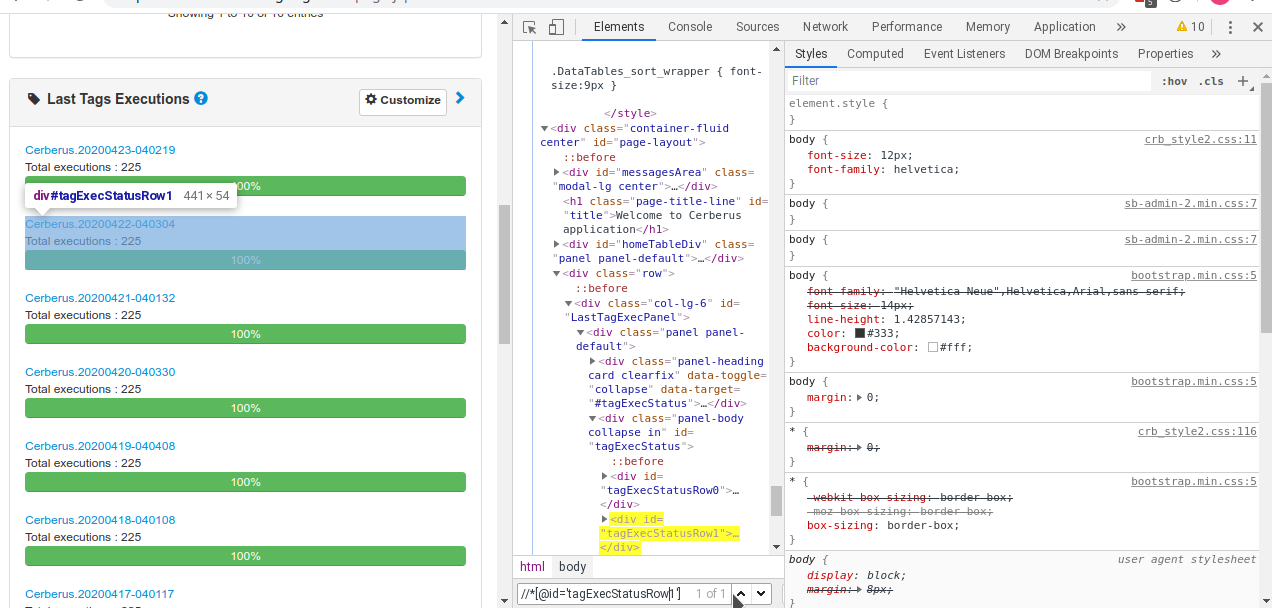 Showing 1 to 10 of 10 entries
Last Tags Executions
Customize
Cerberus.20200423-040219
Total executions : 225
100%
div#tagExecStatusRow1 441 × 54
Cerberus.20200422-040304
Total executions : 225
100%
Cerberus.20200421-040132
Total executions : 225
100%
Cerberus.20200420-040330
Total executions : 225
100%
Cerberus.20200419-040408
Total executions : 225
100%
Cerberus.20200418-040108
Total executions : 225
100%
Cerberus.20200417-040117
Elements Console Sources Network Performance Memory Application » 10
.DataTables_sort_wrapper { font-
size:9px }
</style>
<div class="container-fluid
center" id="page-layout">
::before
<div id="messagesArea" class=
"modal-lg center">…</div>
<h1 class="page-title-line" id=
"title">Welcome to Cerberus
application</h1>
<div id="homeTableDiv" class=
"panel panel-default">…</div>
<div class="row">
::before
<div class="col-lg-6" id=
"LastTagExecPanel">
<div class="panel panel-
default">
<div class="panel-heading
card clearfix" data-toggle=
"collapse" data-target=
"#tagExecStatus">…</div>
<div class="panel-body
collapse in" id=
"tagExecStatus">
::before
<div id=
"tagExecStatusRow0">…
</div>
<div id=
"tagExecStatusRow1">…
</div>
html body
//*[@id='tagExecStatusRow1'] 1 of 1
Styles Computed Event Listeners DOM Breakpoints Properties »
Filter :hov .cls +
element.style {
}
body { crb_style2.css:11
font-size: 12px;
font-family: helvetica;
}
body { sb-admin-2.min.css:7
}
body { sb-admin-2.min.css:7
}
body { bootstrap.min.css:5
font-family: "Helvetica Neue",Helvetica,Arial,sans-serif;
font-size: 14px;
line-height: 1.42857143;
color: #333;
background-color: #fff;
}
body { bootstrap.min.css:5
margin: 0;
}
* { crb_style2.css:116
margin: 0;
}
* { bootstrap.min.css:5
-webkit-box-sizing: border-box;
-moz-box-sizing: border-box;
box-sizing: border-box;
}
body { user agent stylesheet
display: block;
margin: 8px;
}